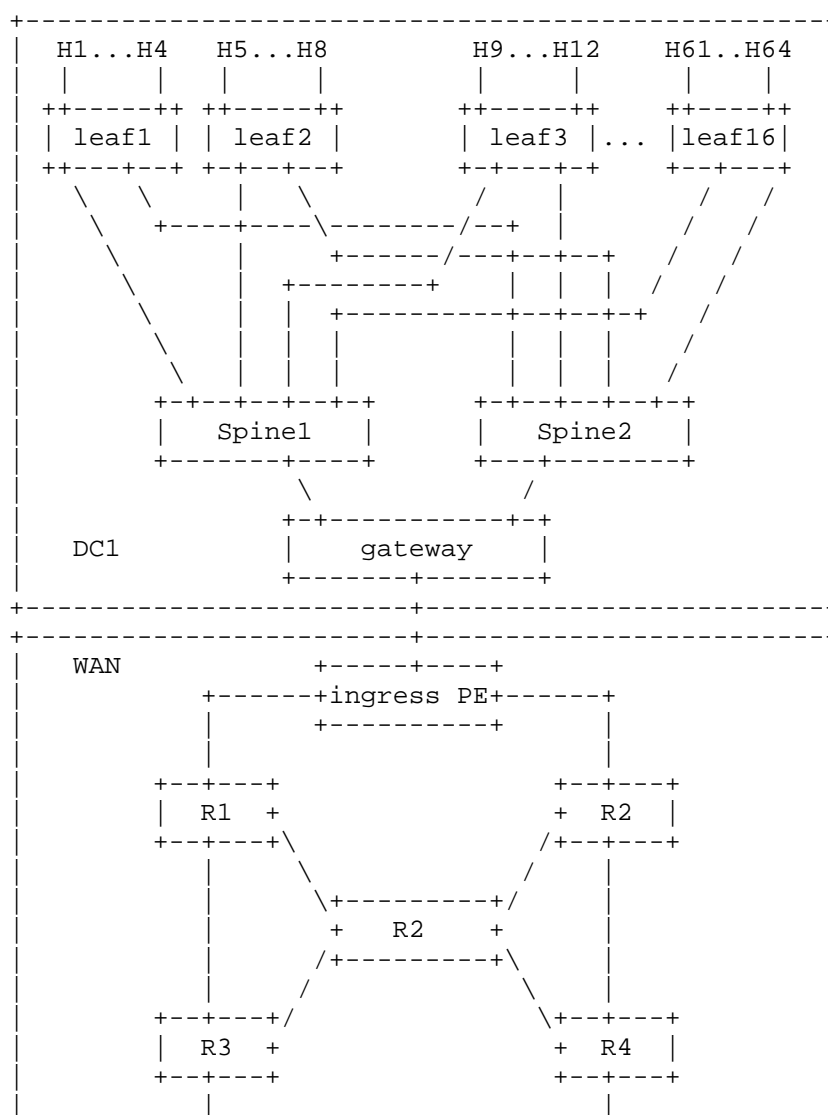 H1...H4 H5...H8 H9...H12 H61..H64
leaf1 leaf2 leaf3 ... leaf16
Spine1 Spine2
DC1 gateway
WAN
ingress PE
R1 R2
R2
R3 R4